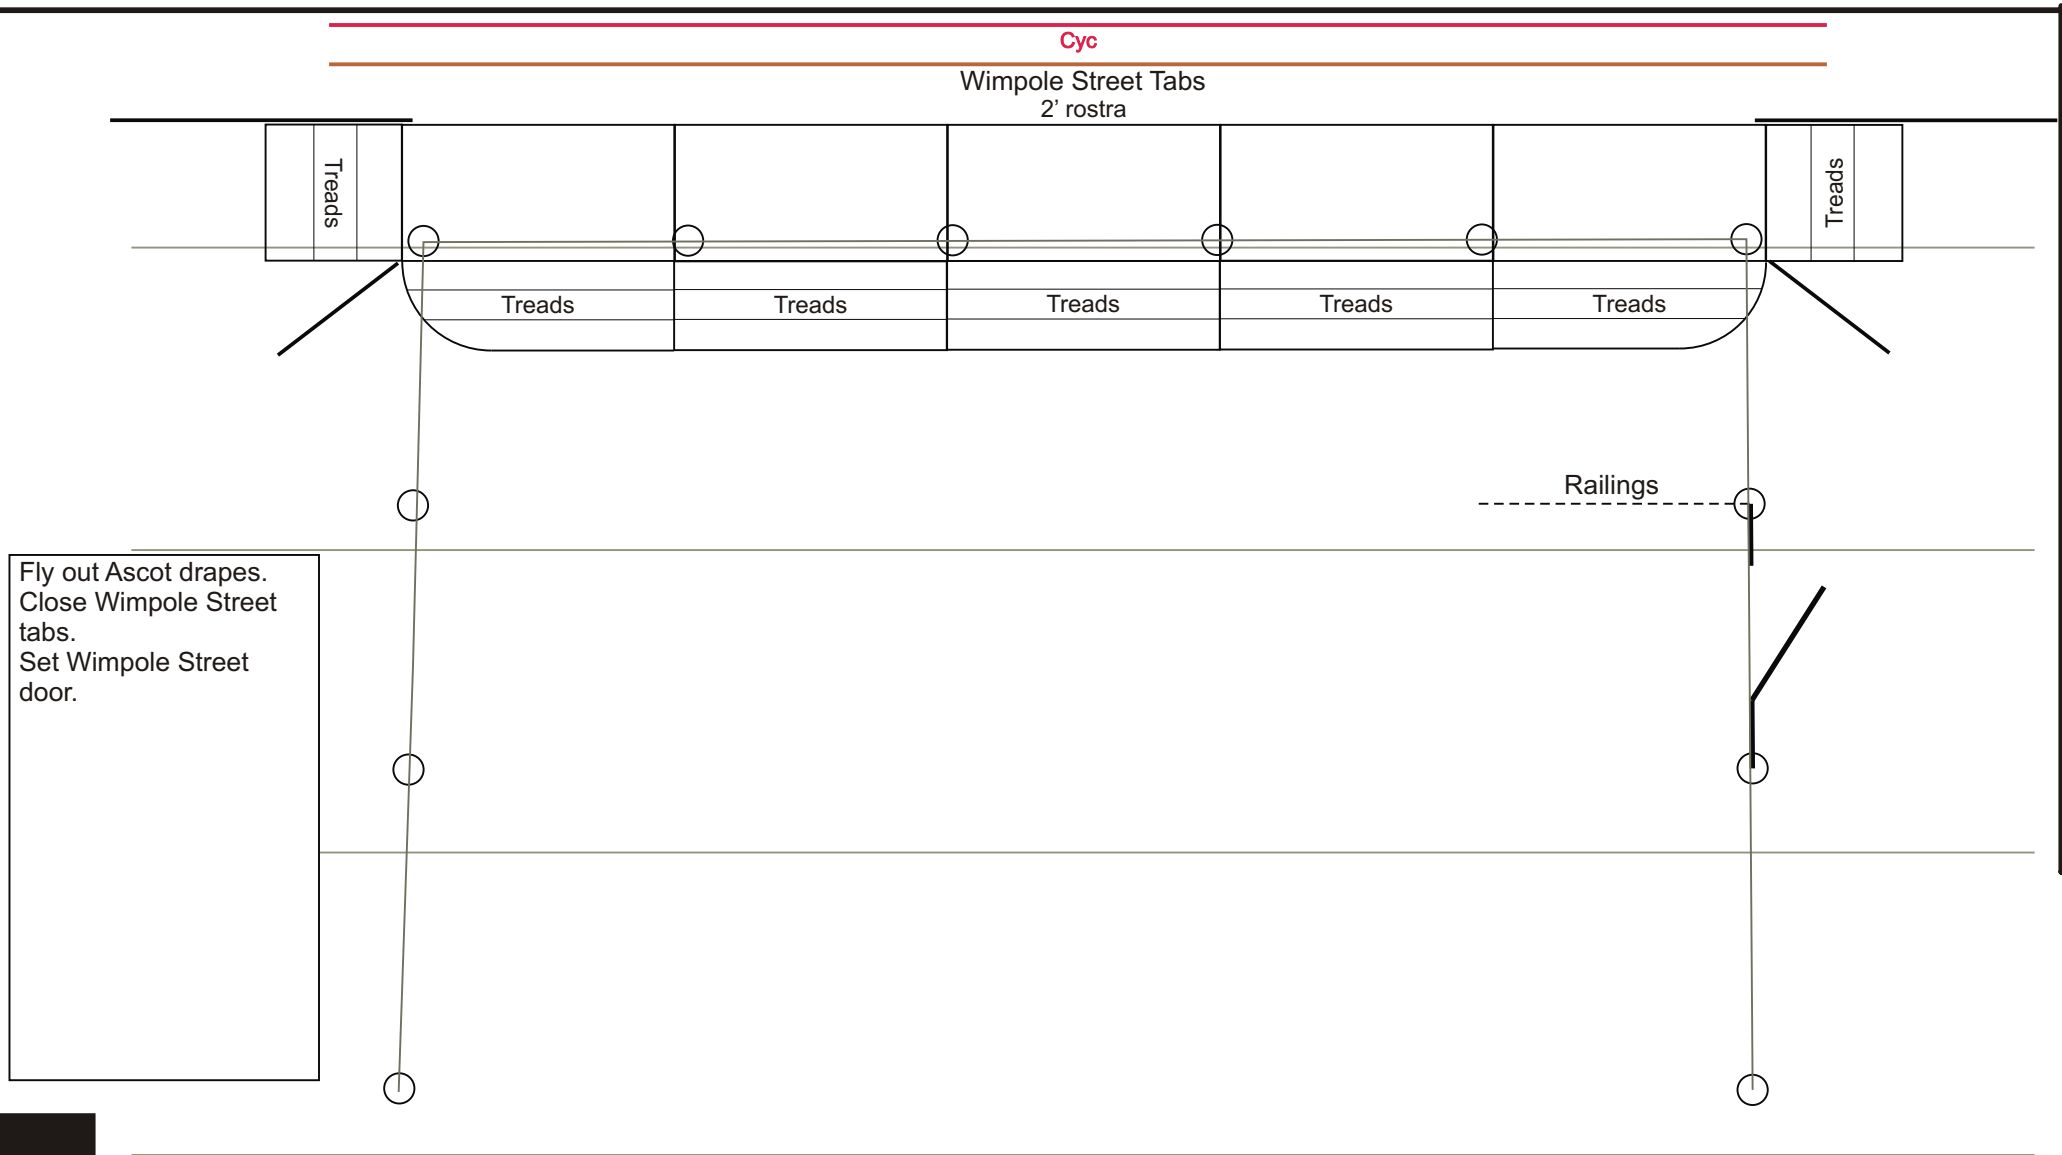 Cyc
Wimpole Street Tabs
2’ rostra
Treads
Treads
Treads
Treads
Treads
Treads
Treads
Railings
Fly out Ascot drapes.
Close Wimpole Street
tabs.
Set Wimpole Street
door.